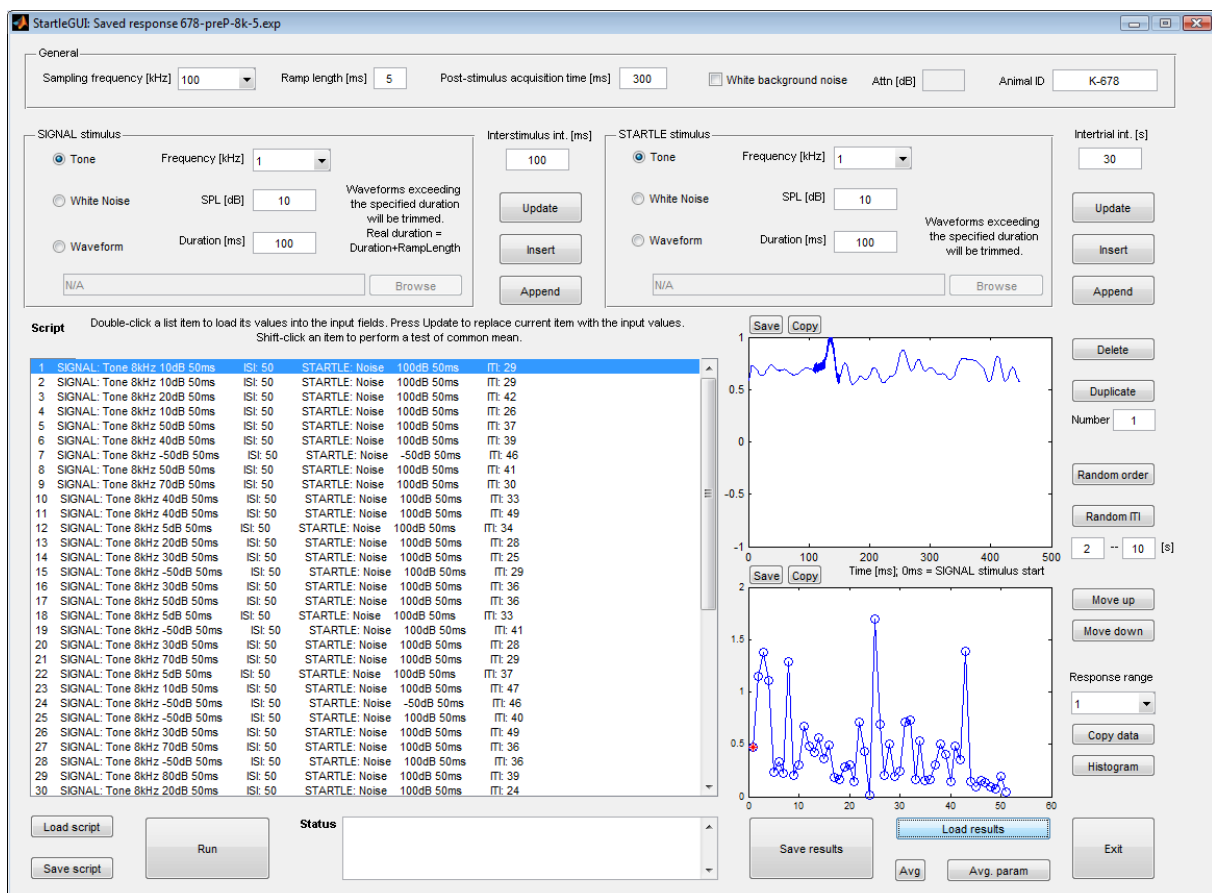 StartleGUI: Saved response 678-preP-8k-5.exp
General
Sampling frequency [kHz] 100 Ramp length [ms] 5 Post-stimulus acquisition time [ms] 300 White background noise Attn [dB] Animal ID K-678
SIGNAL stimulus
Tone Frequency [kHz] 1
White Noise SPL [dB] 10
Waveform Duration [ms] 100
Waveforms exceeding
the specified duration
will be trimmed.
Real duration =
Duration+RampLength
N/A Browse
Interstimulus int. [ms]
100
Update
Insert
Append
STARTLE stimulus
Tone Frequency [kHz] 1
White Noise SPL [dB] 10
Waveform Duration [ms] 100
Waveforms exceeding
the specified duration
will be trimmed.
N/A Browse
Intertrial int. [s]
30
Update
Insert
Append
Script
Double-click a list item to load its values into the input fields. Press Update to replace current item with the input values.
Shift-click an item to perform a test of common mean.
1 SIGNAL: Tone 8kHz 10dB 50ms ISI: 50 STARTLE: Noise 100dB 50ms ITI: 29
2 SIGNAL: Tone 8kHz 10dB 50ms ISI: 50 STARTLE: Noise 100dB 50ms ITI: 29
3 SIGNAL: Tone 8kHz 20dB 50ms ISI: 50 STARTLE: Noise 100dB 50ms ITI: 42
4 SIGNAL: Tone 8kHz 10dB 50ms ISI: 50 STARTLE: Noise 100dB 50ms ITI: 26
5 SIGNAL: Tone 8kHz 50dB 50ms ISI: 50 STARTLE: Noise 100dB 50ms ITI: 37
6 SIGNAL: Tone 8kHz 40dB 50ms ISI: 50 STARTLE: Noise 100dB 50ms ITI: 39
7 SIGNAL: Tone 8kHz -50dB 50ms ISI: 50 STARTLE: Noise -50dB 50ms ITI: 46
8 SIGNAL: Tone 8kHz 50dB 50ms ISI: 50 STARTLE: Noise 100dB 50ms ITI: 41
9 SIGNAL: Tone 8kHz 70dB 50ms ISI: 50 STARTLE: Noise 100dB 50ms ITI: 30
10 SIGNAL: Tone 8kHz 40dB 50ms ISI: 50 STARTLE: Noise 100dB 50ms ITI: 33
11 SIGNAL: Tone 8kHz 40dB 50ms ISI: 50 STARTLE: Noise 100dB 50ms ITI: 49
12 SIGNAL: Tone 8kHz 5dB 50ms ISI: 50 STARTLE: Noise 100dB 50ms ITI: 34
13 SIGNAL: Tone 8kHz 20dB 50ms ISI: 50 STARTLE: Noise 100dB 50ms ITI: 28
14 SIGNAL: Tone 8kHz 30dB 50ms ISI: 50 STARTLE: Noise 100dB 50ms ITI: 25
15 SIGNAL: Tone 8kHz -50dB 50ms ISI: 50 STARTLE: Noise 100dB 50ms ITI: 29
16 SIGNAL: Tone 8kHz 30dB 50ms ISI: 50 STARTLE: Noise 100dB 50ms ITI: 36
17 SIGNAL: Tone 8kHz 50dB 50ms ISI: 50 STARTLE: Noise 100dB 50ms ITI: 36
18 SIGNAL: Tone 8kHz 5dB 50ms ISI: 50 STARTLE: Noise 100dB 50ms ITI: 33
19 SIGNAL: Tone 8kHz -50dB 50ms ISI: 50 STARTLE: Noise 100dB 50ms ITI: 41
20 SIGNAL: Tone 8kHz 30dB 50ms ISI: 50 STARTLE: Noise 100dB 50ms ITI: 28
21 SIGNAL: Tone 8kHz 70dB 50ms ISI: 50 STARTLE: Noise 100dB 50ms ITI: 29
22 SIGNAL: Tone 8kHz 5dB 50ms ISI: 50 STARTLE: Noise 100dB 50ms ITI: 37
23 SIGNAL: Tone 8kHz 10dB 50ms ISI: 50 STARTLE: Noise 100dB 50ms ITI: 47
24 SIGNAL: Tone 8kHz -50dB 50ms ISI: 50 STARTLE: Noise -50dB 50ms ITI: 46
25 SIGNAL: Tone 8kHz -50dB 50ms ISI: 50 STARTLE: Noise 100dB 50ms ITI: 40
26 SIGNAL: Tone 8kHz 30dB 50ms ISI: 50 STARTLE: Noise 100dB 50ms ITI: 49
27 SIGNAL: Tone 8kHz 70dB 50ms ISI: 50 STARTLE: Noise 100dB 50ms ITI: 36
28 SIGNAL: Tone 8kHz -50dB 50ms ISI: 50 STARTLE: Noise 100dB 50ms ITI: 36
29 SIGNAL: Tone 8kHz 80dB 50ms ISI: 50 STARTLE: Noise 100dB 50ms ITI: 39
30 SIGNAL: Tone 8kHz 20dB 50ms ISI: 50 STARTLE: Noise 100dB 50ms ITI: 24
Save Copy
1
0.5
0
-0.5
-1
0 100 200 300 400 500
Save Copy Time [ms]; 0ms = SIGNAL stimulus start
2
1.5
1
0.5
0
0 10 20 30 40 50 60
Delete
Duplicate
Number 1
Random order
Random ITI
2 -- 10 [s]
Move up
Move down
Response range
1
Copy data
Histogram
Load script
Save script
Run
Status
Save results
Load results
Avg
Avg. param
Exit